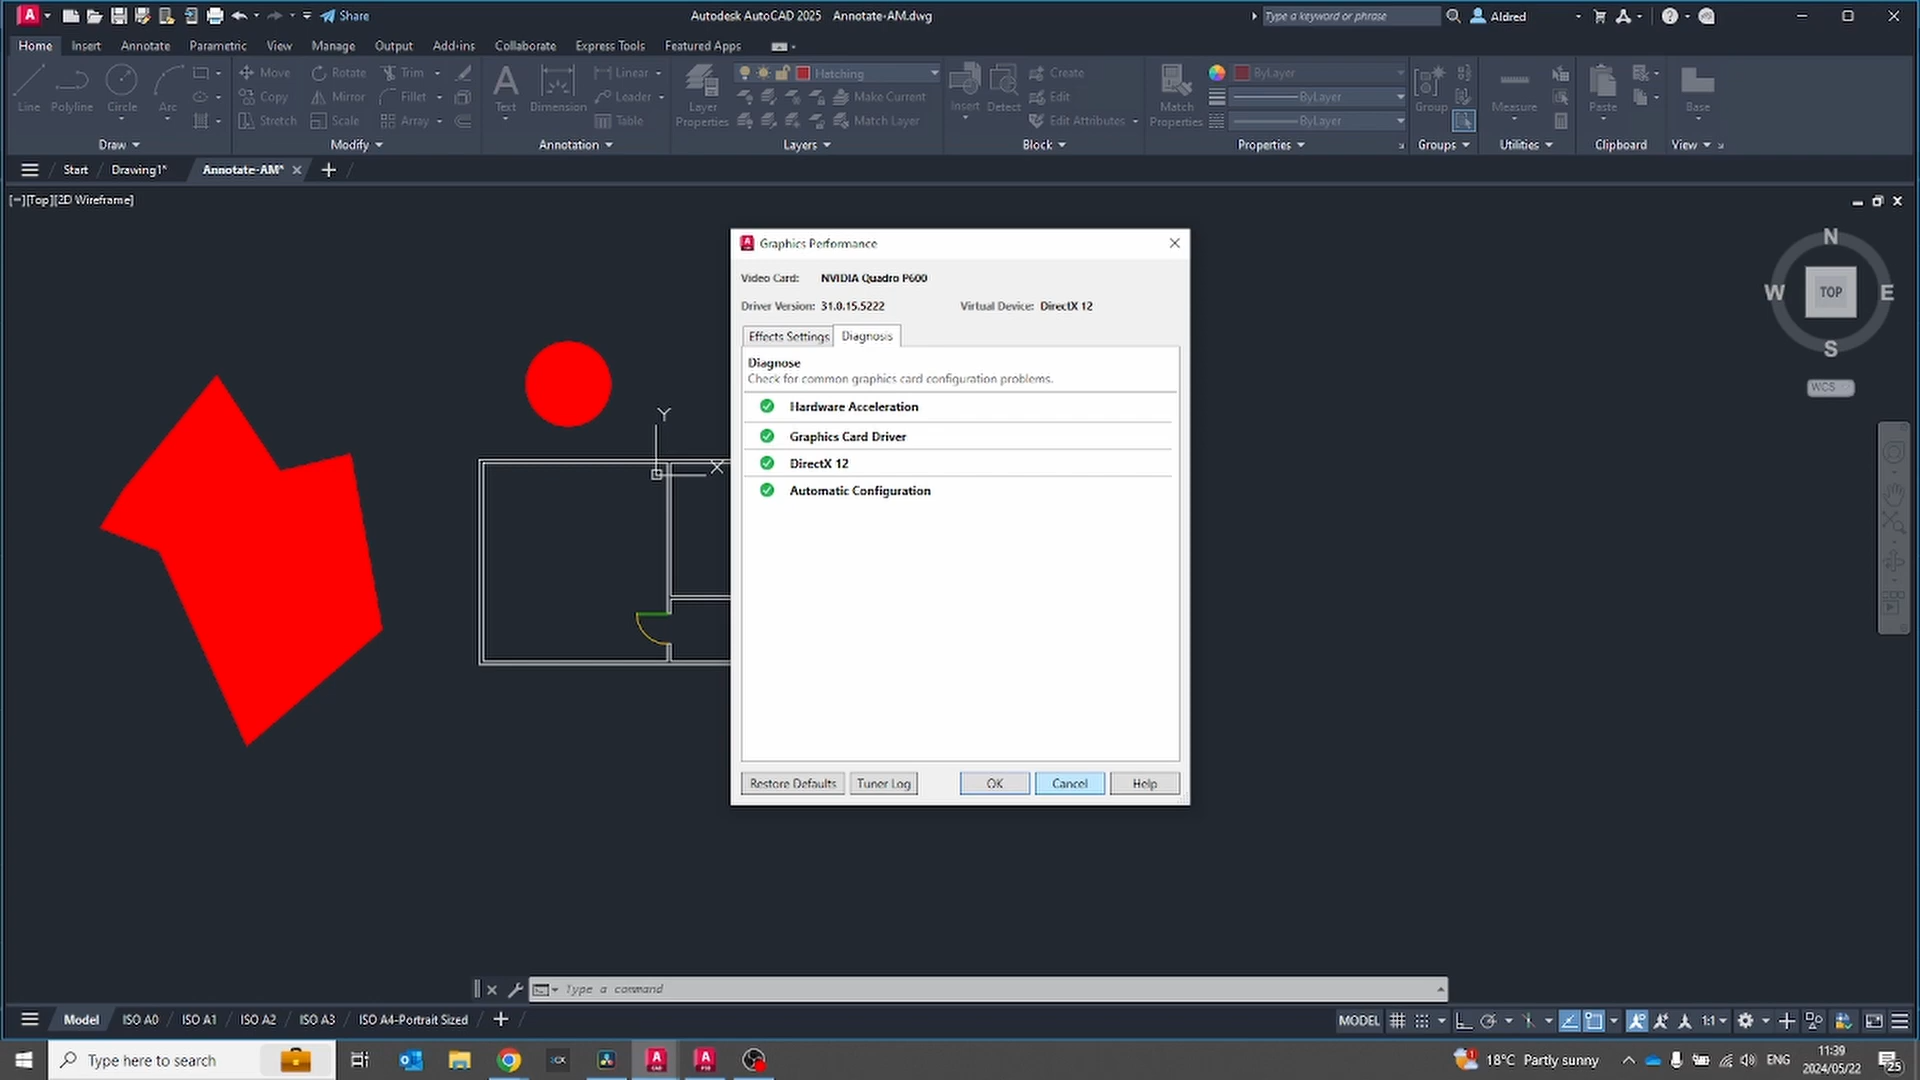 Share
Autodesk AutoCAD 2025 Annotate-AM.dwg
Type a keyword or phrase
Aldred
Home Insert Annotate Parametric View Manage Output Add-ins Collaborate Express Tools Featured Apps
Line Polyline Circle Arc
Move Rotate Trim
Copy Mirror Fillet
Stretch Scale Array
Text Dimension
Linear
Leader
Table
Layer Properties
Hatching
Make Current
Match Layer
Insert Detect
Create
Edit
Edit Attributes
Match Properties
ByLayer
ByLayer
ByLayer
Group Measure Paste Base
Draw Modify Annotation Layers Block Properties Groups Utilities Clipboard View
Start Drawing1* Annotate-AM*
[−][Top][2D Wireframe]
N
W TOP E
S
WCS
Y
X
Graphics Performance
Video Card: NVIDIA Quadro P600
Driver Version: 31.0.15.5222 Virtual Device: DirectX 12
Effects Settings Diagnosis
Diagnose
Check for common graphics card configuration problems.
Hardware Acceleration
Graphics Card Driver
DirectX 12
Automatic Configuration
Restore Defaults Tuner Log OK Cancel Help
Type a command
Model ISO A0 ISO A1 ISO A2 ISO A3 ISO A4-Portrait Sized
MODEL 1:1
Type here to search
18°C Partly sunny
ENG
11:39
2024/05/22
25